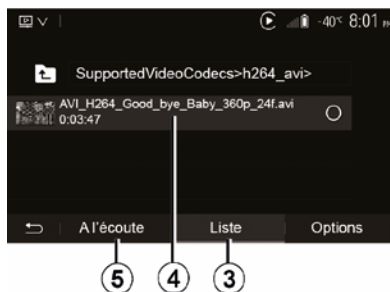 -40°C 8:01
SupportedVideoCodecs>h264_avi>
AVI_H264_Good_bye_Baby_360p_24f.avi
0:03:47
A l'écoute Liste Options
5 4 3